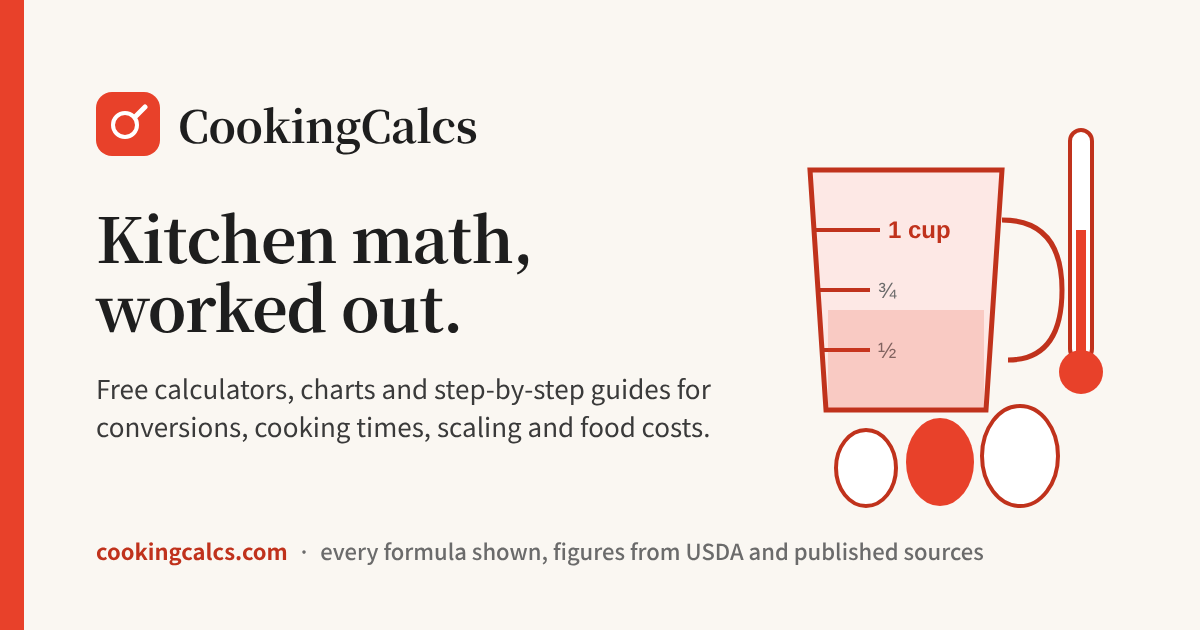 CookingCalcs
Kitchen math,
worked out.
Free calculators, charts and step-by-step guides for
conversions, cooking times, scaling and food costs.
1 cup
¾
½
cookingcalcs.com · every formula shown, figures from USDA and published sources